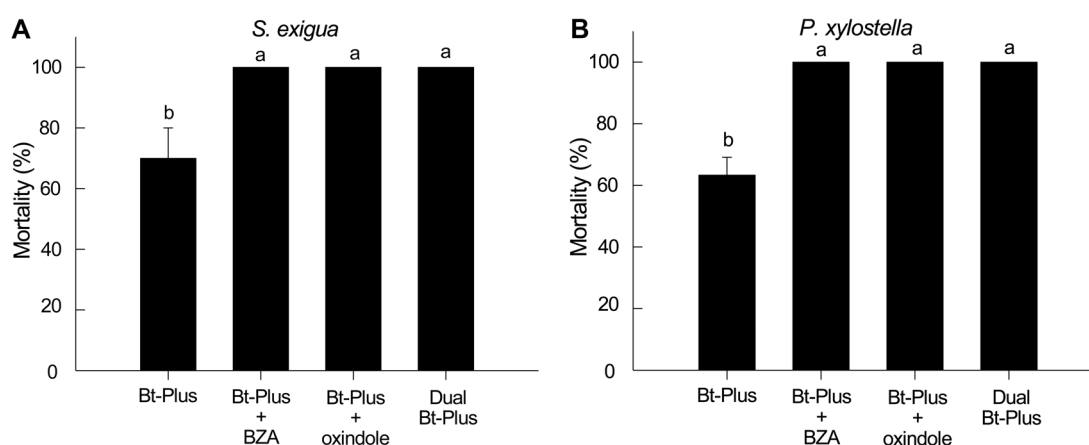 A
S. exigua
Mortality (%)
100
80
60
40
20
0
b
a
a
a
Bt-Plus
Bt-Plus
+
BZA
Bt-Plus
+
oxindole
Dual
Bt-Plus
B
P. xylostella
Mortality (%)
100
80
60
40
20
0
b
a
a
a
Bt-Plus
Bt-Plus
+
BZA
Bt-Plus
+
oxindole
Dual
Bt-Plus